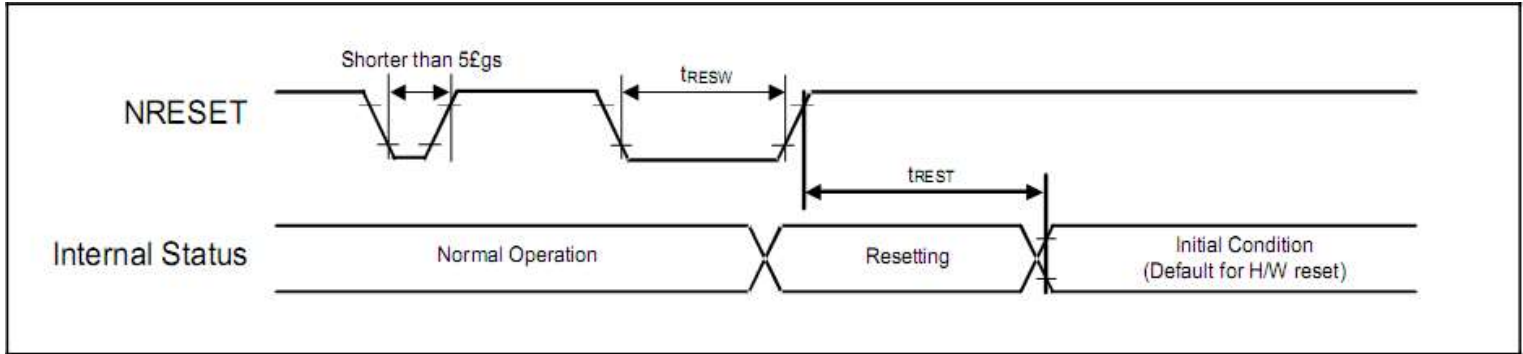 Shorter than 5£gs
NRESET
tRESW
tREST
Internal Status
Normal Operation
Resetting
Initial Condition
(Default for H/W reset)